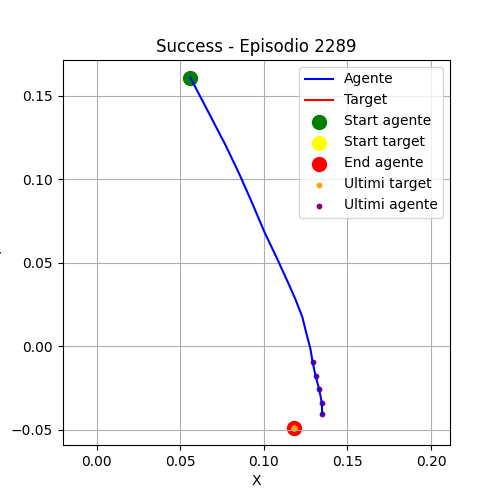 Success - Episodio 2289
Agente
Target
Start agente
Start target
End agente
Ultimi target
Ultimi agente
0.15
0.10
0.05
0.00
−0.05
0.00
0.05
0.10
0.15
0.20
X